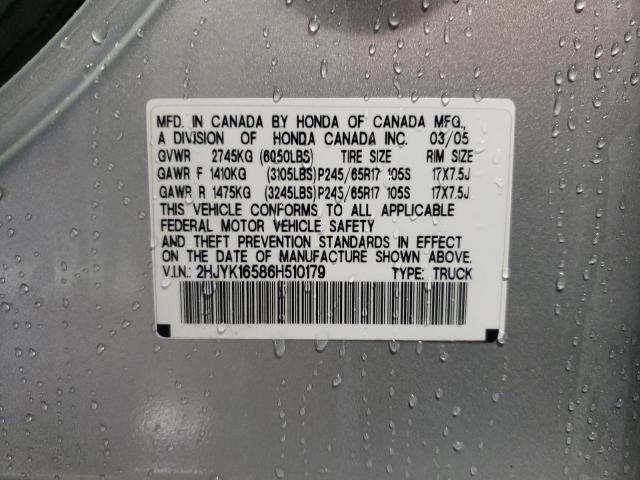 MFD. IN CANADA BY HONDA OF CANADA MFG.,
A DIVISION OF HONDA CANADA INC. 03/05
GVWR 2745KG (6050LBS) TIRE SIZE RIM SIZE
GAWR F 1410KG (3105LBS)P245/65R17 105S 17X7.5J
GAWR R 1475KG (3245LBS)P245/65R17 105S 17X7.5J
THIS VEHICLE CONFORMS TO ALL APPLICABLE
FEDERAL MOTOR VEHICLE SAFETY
AND THEFT PREVENTION STANDARDS IN EFFECT
ON THE DATE OF MANUFACTURE SHOWN ABOVE.
V.I.N.: 2HJYK16586H510179 TYPE: TRUCK